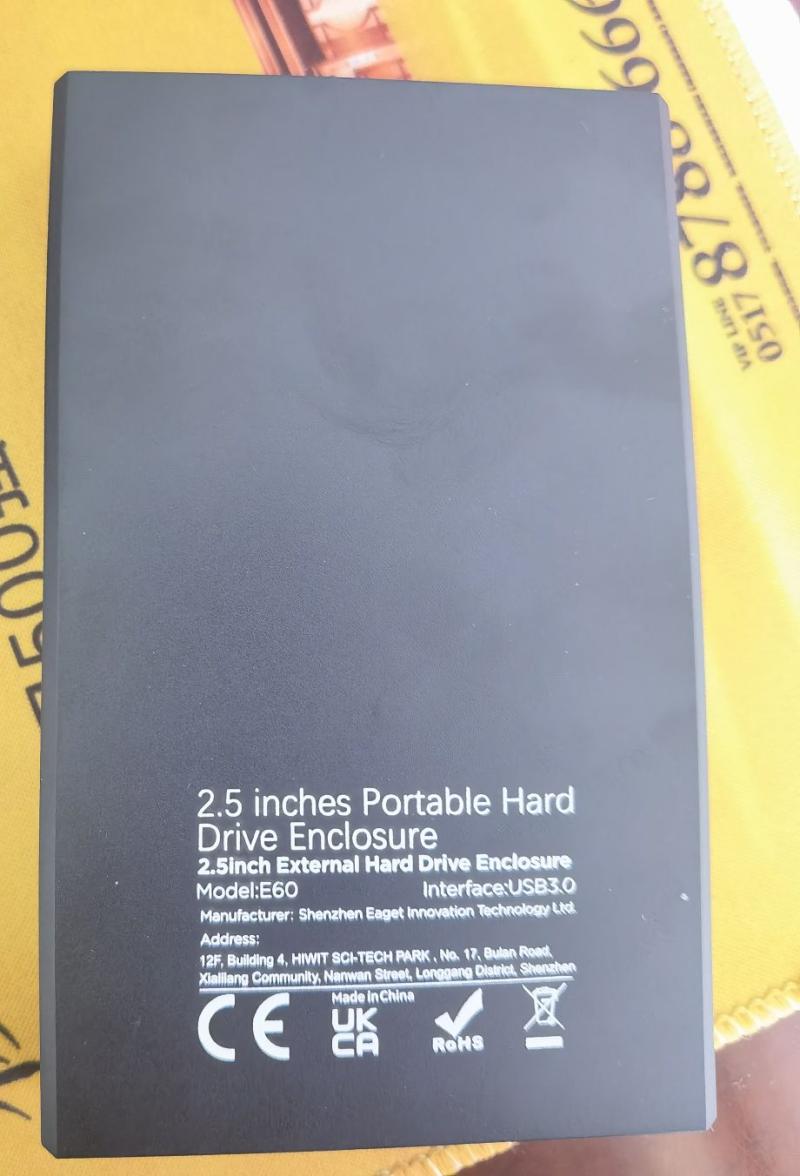 VIP LINE
0517
2.5 inches Portable Hard
Drive Enclosure
2.5inch External Hard Drive Enclosure
Model:E60 Interface:USB3.0
Manufacturer: Shenzhen Eaget Innovation Technology Ltd.
Address:
12F, Building 4, HIWIT SCI-TECH PARK , No. 17, Bulan Road,
Xialilang Community, Nanwan Street, Longgang District, Shenzhen
Made in China
CE
UK
CA
RoHS